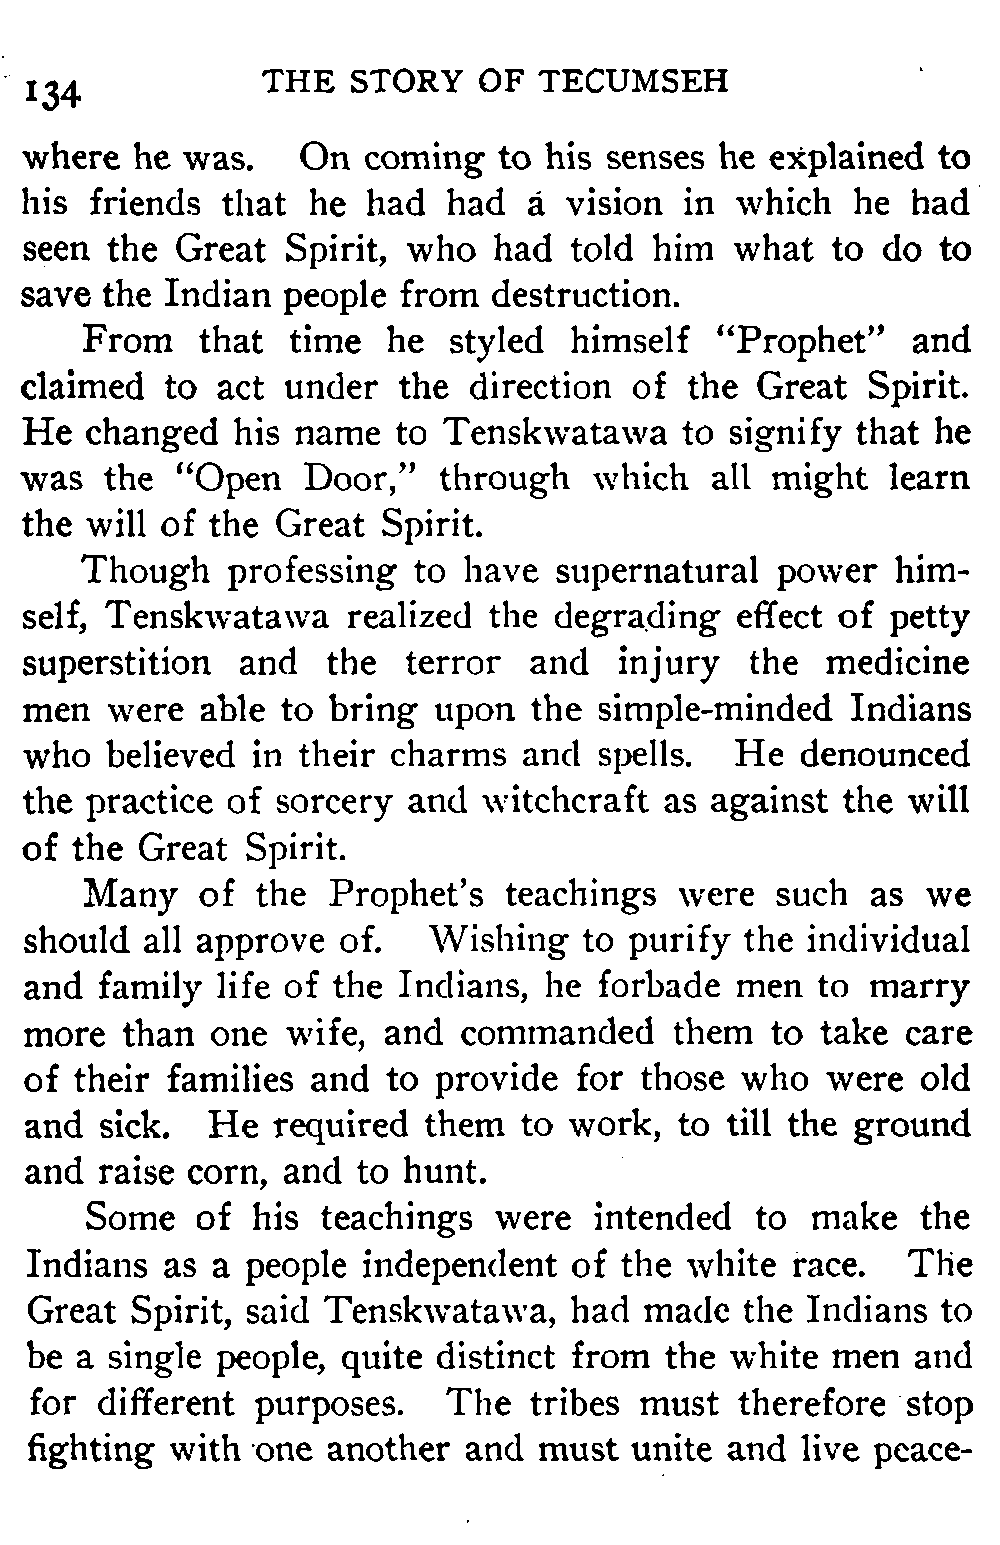 134 THE STORY OF TECUMSEH
where he was. On coming to his senses he explained to
his friends that he had had a vision in which he had
seen the Great Spirit, who had told him what to do to
save the Indian people from destruction.
From that time he styled himself “Prophet” and
claimed to act under the direction of the Great Spirit.
He changed his name to Tenskwatawa to signify that he
was the “Open Door,” through which all might learn
the will of the Great Spirit.
Though professing to have supernatural power him-
self, Tenskwatawa realized the degrading effect of petty
superstition and the terror and injury the medicine
men were able to bring upon the simple-minded Indians
who believed in their charms and spells. He denounced
the practice of sorcery and witchcraft as against the will
of the Great Spirit.
Many of the Prophet’s teachings were such as we
should all approve of. Wishing to purify the individual
and family life of the Indians, he forbade men to marry
more than one wife, and commanded them to take care
of their families and to provide for those who were old
and sick. He required them to work, to till the ground
and raise corn, and to hunt.
Some of his teachings were intended to make the
Indians as a people independent of the white race. The
Great Spirit, said Tenskwatawa, had made the Indians to
be a single people, quite distinct from the white men and
for different purposes. The tribes must therefore stop
fighting with one another and must unite and live peace-